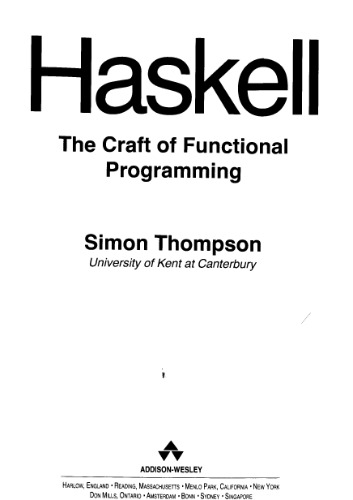 Haskell
The Craft of Functional
Programming
Simon Thompson
University of Kent at Canterbury
ADDISON-WESLEY
HARLOW, ENGLAND • READING, MASSACHUSETTS • MENLO PARK, CALIFORNIA • NEW YORK
DON MILLS, ONTARIO • AMSTERDAM • BONN • SYDNEY • SINGAPORE